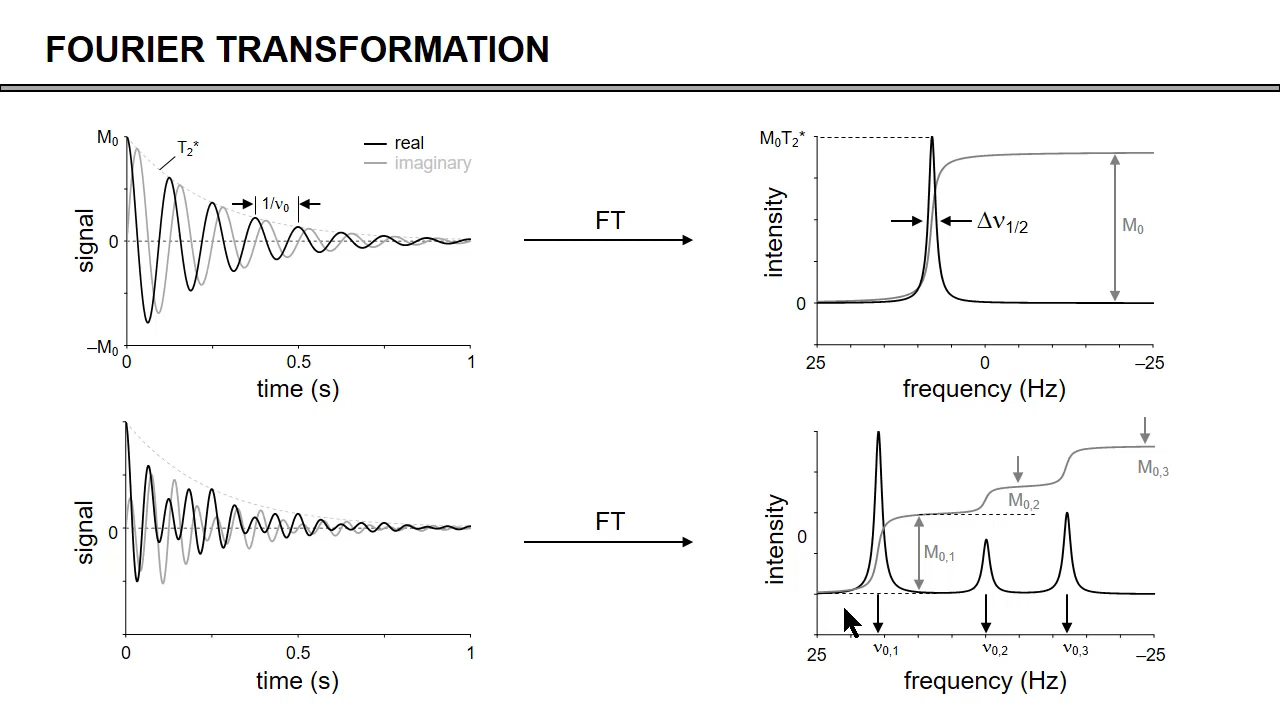 FOURIER TRANSFORMATION
M₀
T₂*
real
imaginary
1/ν₀
signal
0
–M₀
0
0.5
1
time (s)
FT
M₀T₂*
intensity
Δν₁/₂
M₀
0
25
0
–25
frequency (Hz)
signal
0
0
0.5
1
time (s)
FT
intensity
0
M₀,₁
M₀,₂
M₀,₃
25
ν₀,₁
ν₀,₂
ν₀,₃
–25
frequency (Hz)